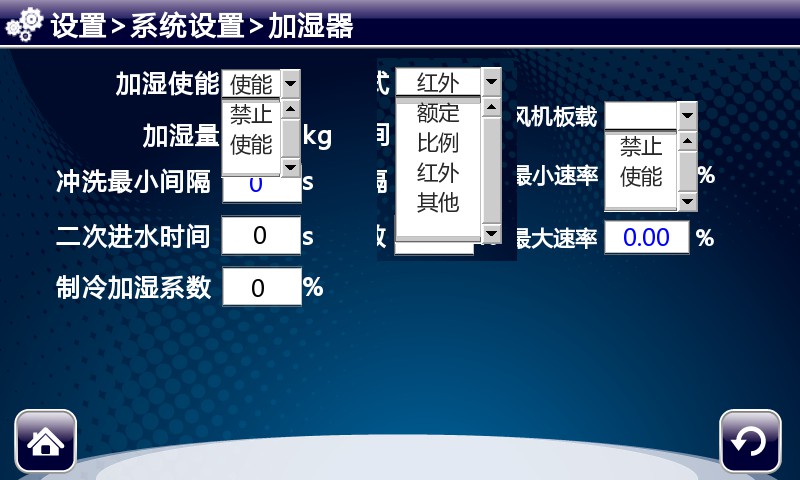 设置>系统设置>加湿器
加湿使能 使能
禁止
使能
加湿量 kg
冲洗最小间隔 0 s
二次进水时间 0 s
制冷加湿系数 0 %
式 红外
额定
比例
红外
其他
间
隔
数
风机板载
禁止
使能
最小速率 %
最大速率 0.00 %